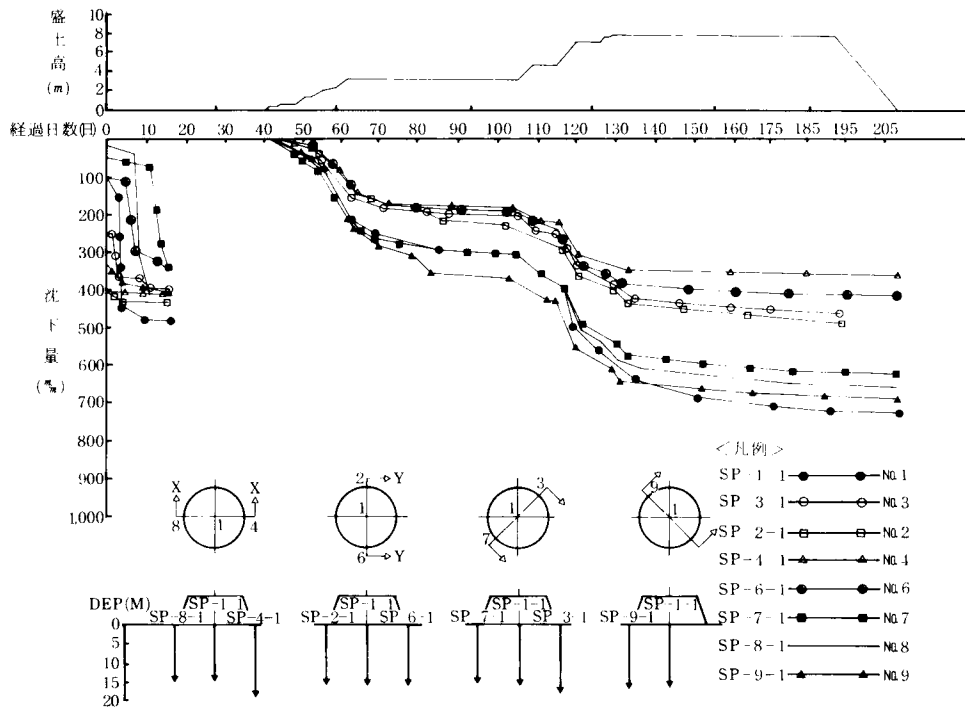 10
8
6
4
2
0
盛土高(m)
経過日数(日) 0 10 20 30 40 50 60 70 80 90 100 110 120 130 140 150 160 175 185 195 205
100
200
300
400
500
600
700
800
900
1,000
沈下量
<凡例>
SP-1 1 No.1
SP 3 1 No.3
SP 2-1 No.2
SP-4 1 No.4
SP-6-1 No.6
SP-7-1 No.7
SP-8-1 No.8
SP-9-1 No.9
X X
8 1 4
2 Y
1
6 Y
3
1
7
9
1
DEP(M)
SP-1 1
SP-8-1 SP-4-1
SP-1 1
SP-2-1 SP 6-1
SP-1-1
SP 7-1 SP 3-1
SP-1-1
SP-9-1
0
5
10
15
20